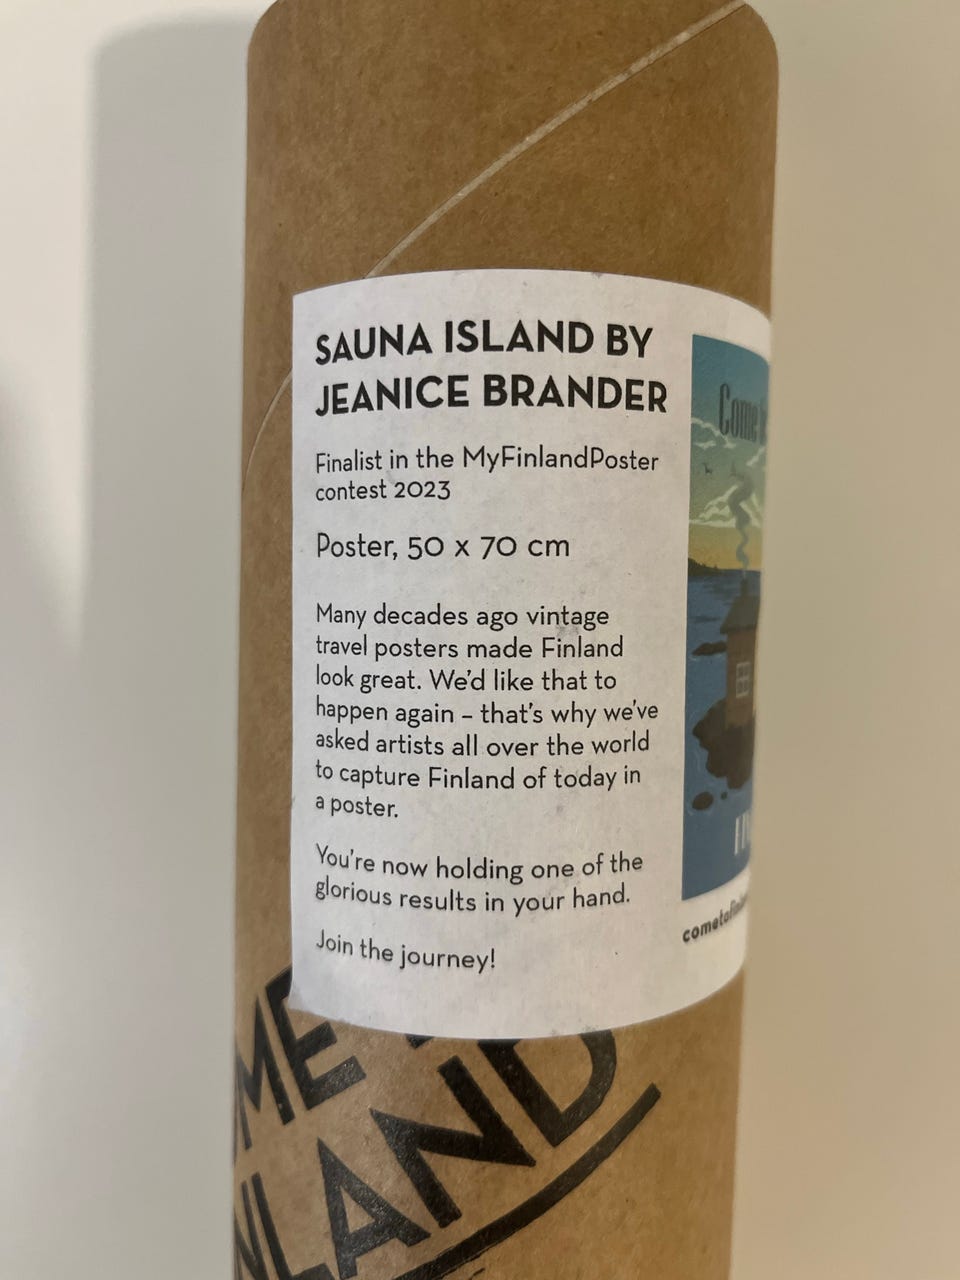 SAUNA ISLAND BY
JEANICE BRANDER
Finalist in the MyFinlandPoster
contest 2023
Poster, 50 x 70 cm
Many decades ago vintage
travel posters made Finland
look great. We'd like that to
happen again – that's why we've
asked artists all over the world
to capture Finland of today in
a poster.
You're now holding one of the
glorious results in your hand.
Join the journey!
Come